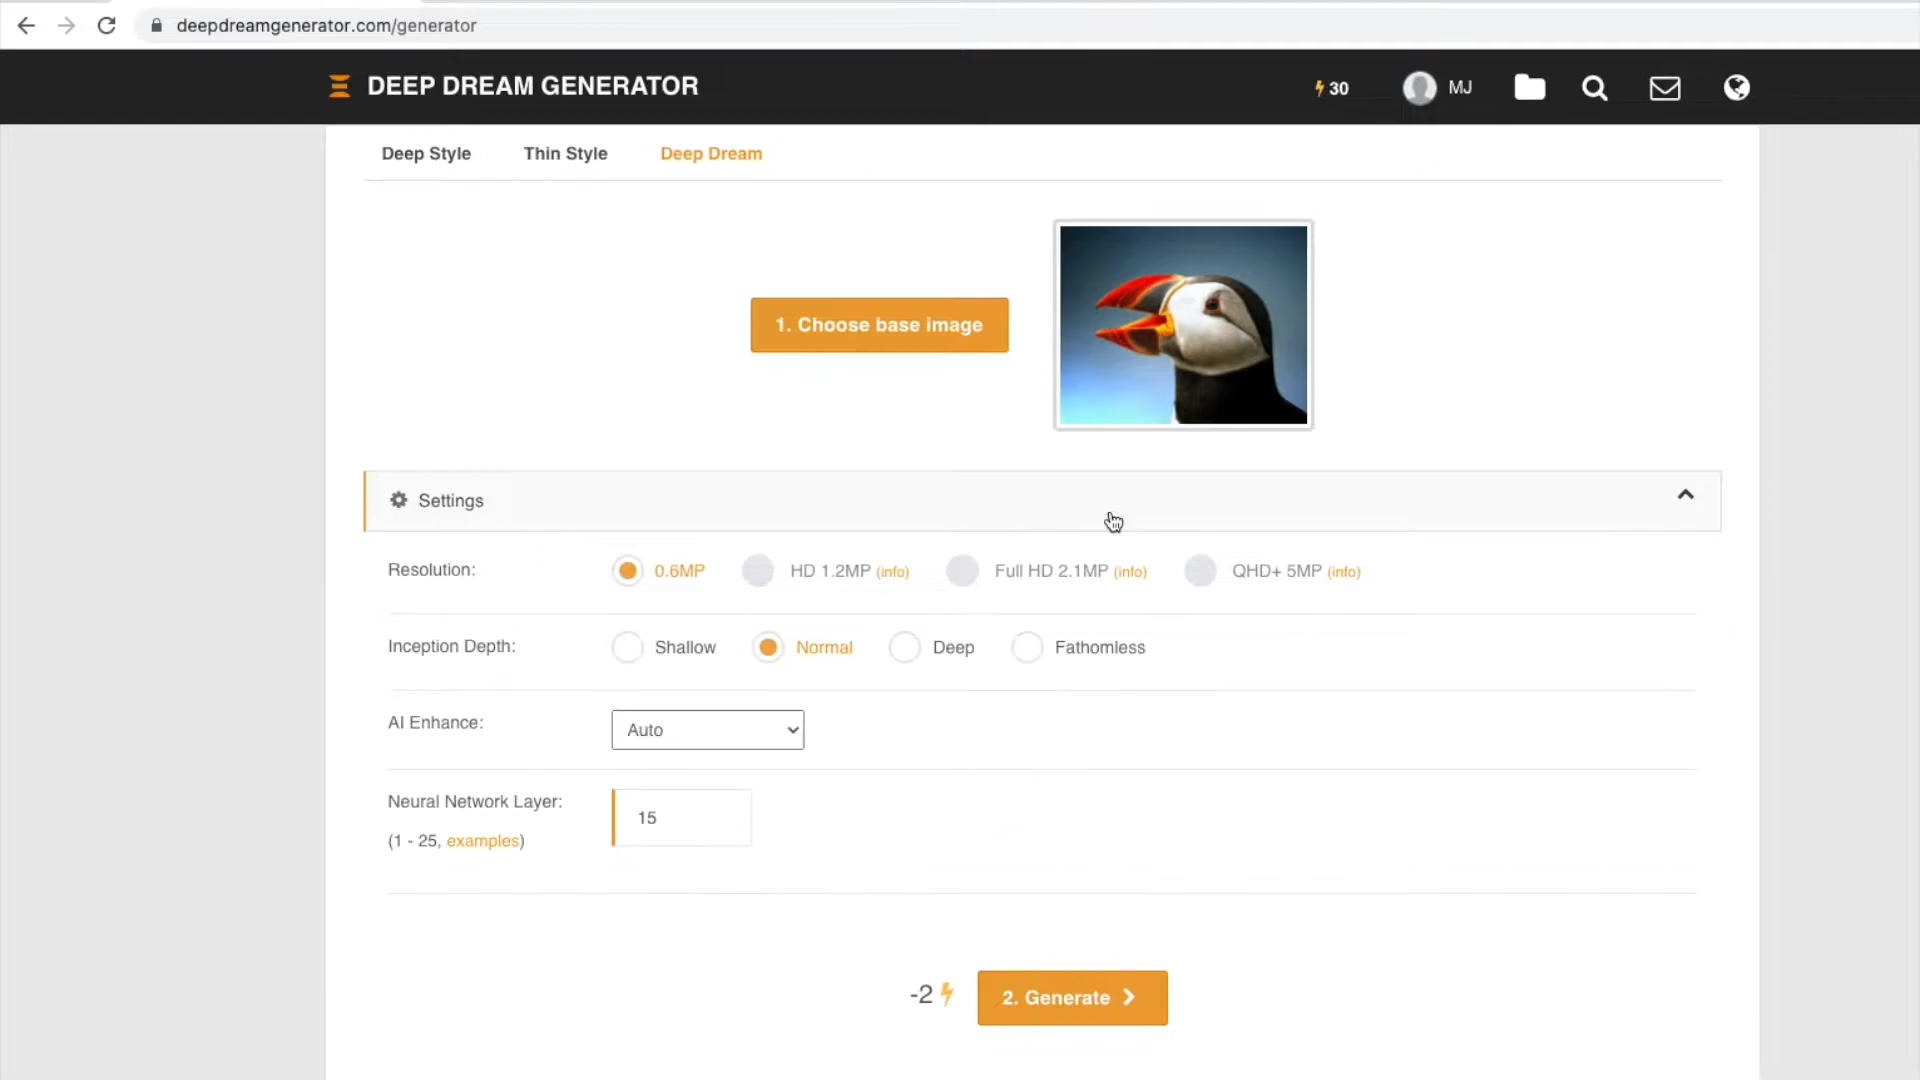 deepdreamgenerator.com/generator
DEEP DREAM GENERATOR
30
MJ
Deep Style
Thin Style
Deep Dream
1. Choose base image
Settings
Resolution:
0.6MP
HD 1.2MP (info)
Full HD 2.1MP (info)
QHD+ 5MP (info)
Inception Depth:
Shallow
Normal
Deep
Fathomless
AI Enhance:
Auto
Neural Network Layer:
15
(1 - 25, examples)
-2
2. Generate